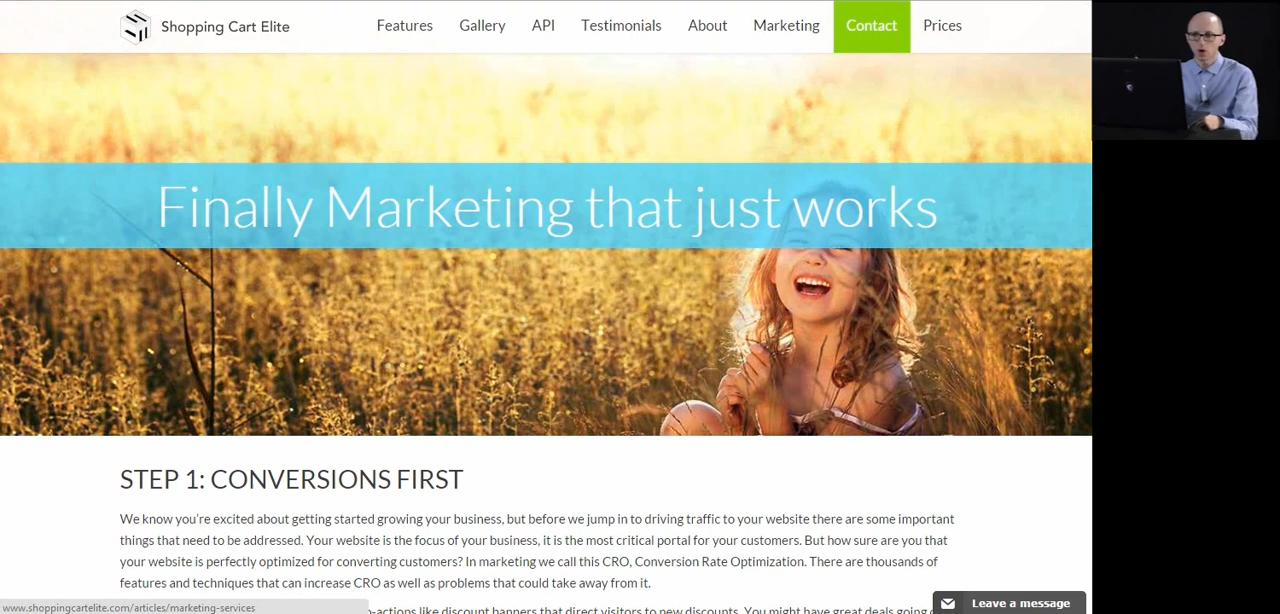 Shopping Cart Elite
Features Gallery API Testimonials About Marketing Contact Prices
Finally Marketing that just works
STEP 1: CONVERSIONS FIRST
We know you're excited about getting started growing your business, but before we jump in to driving traffic to your website there are some important
things that need to be addressed. Your website is the focus of your business, it is the most critical portal for your customers. But how sure are you that
your website is perfectly optimized for converting customers? In marketing we call this CRO, Conversion Rate Optimization. There are thousands of
features and techniques that can increase CRO as well as problems that could take away from it.
-actions like discount banners that direct visitors to new discounts. You might have great deals going
www.shoppingcartelite.com/articles/marketing-services
Leave a message